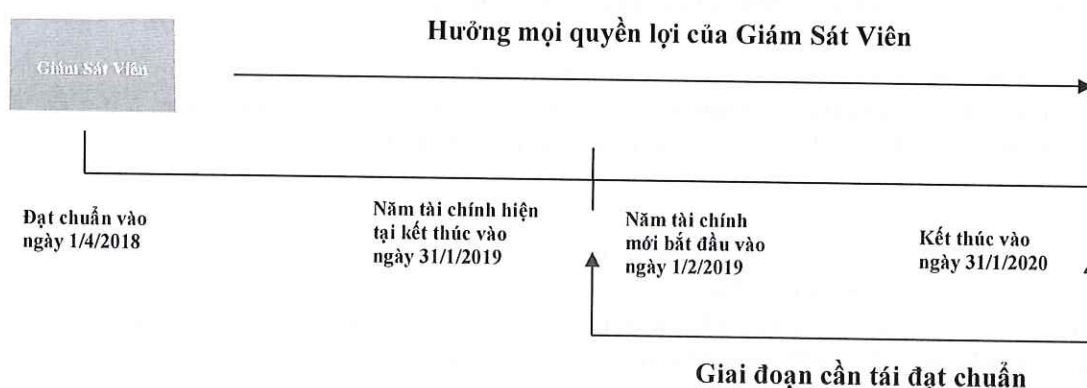 Hưởng mọi quyền lợi của Giám Sát Viên
Giám Sát Viên
Đạt chuẩn vào
ngày 1/4/2018
Năm tài chính hiện
tại kết thúc vào
ngày 31/1/2019
Năm tài chính
mới bắt đầu vào
ngày 1/2/2019
Kết thúc vào
ngày 31/1/2020
Giai đoạn cần tái đạt chuẩn